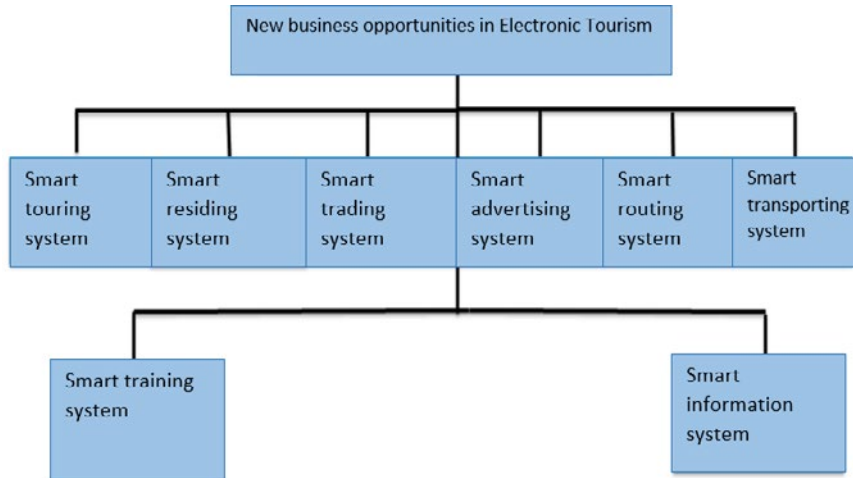 New business opportunities in Electronic Tourism
Smart
touring
system
Smart
residing
system
Smart
trading
system
Smart
advertising
system
Smart
routing
system
Smart
transporting
system
Smart training
system
Smart
information
system